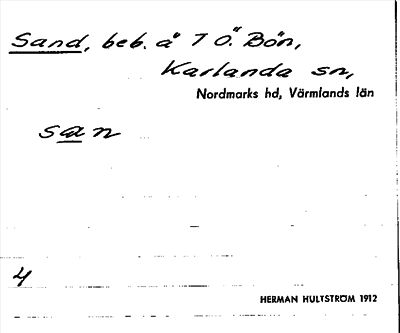 Sand, beb. å 7 Ö. Bön,
Karlanda sn,
Nordmarks hd, Värmlands län
san
4
HERMAN HULTSTRÖM 1912